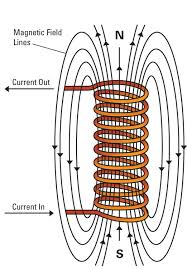 Magnetic Field
Lines
N
Current Out
Current In
S